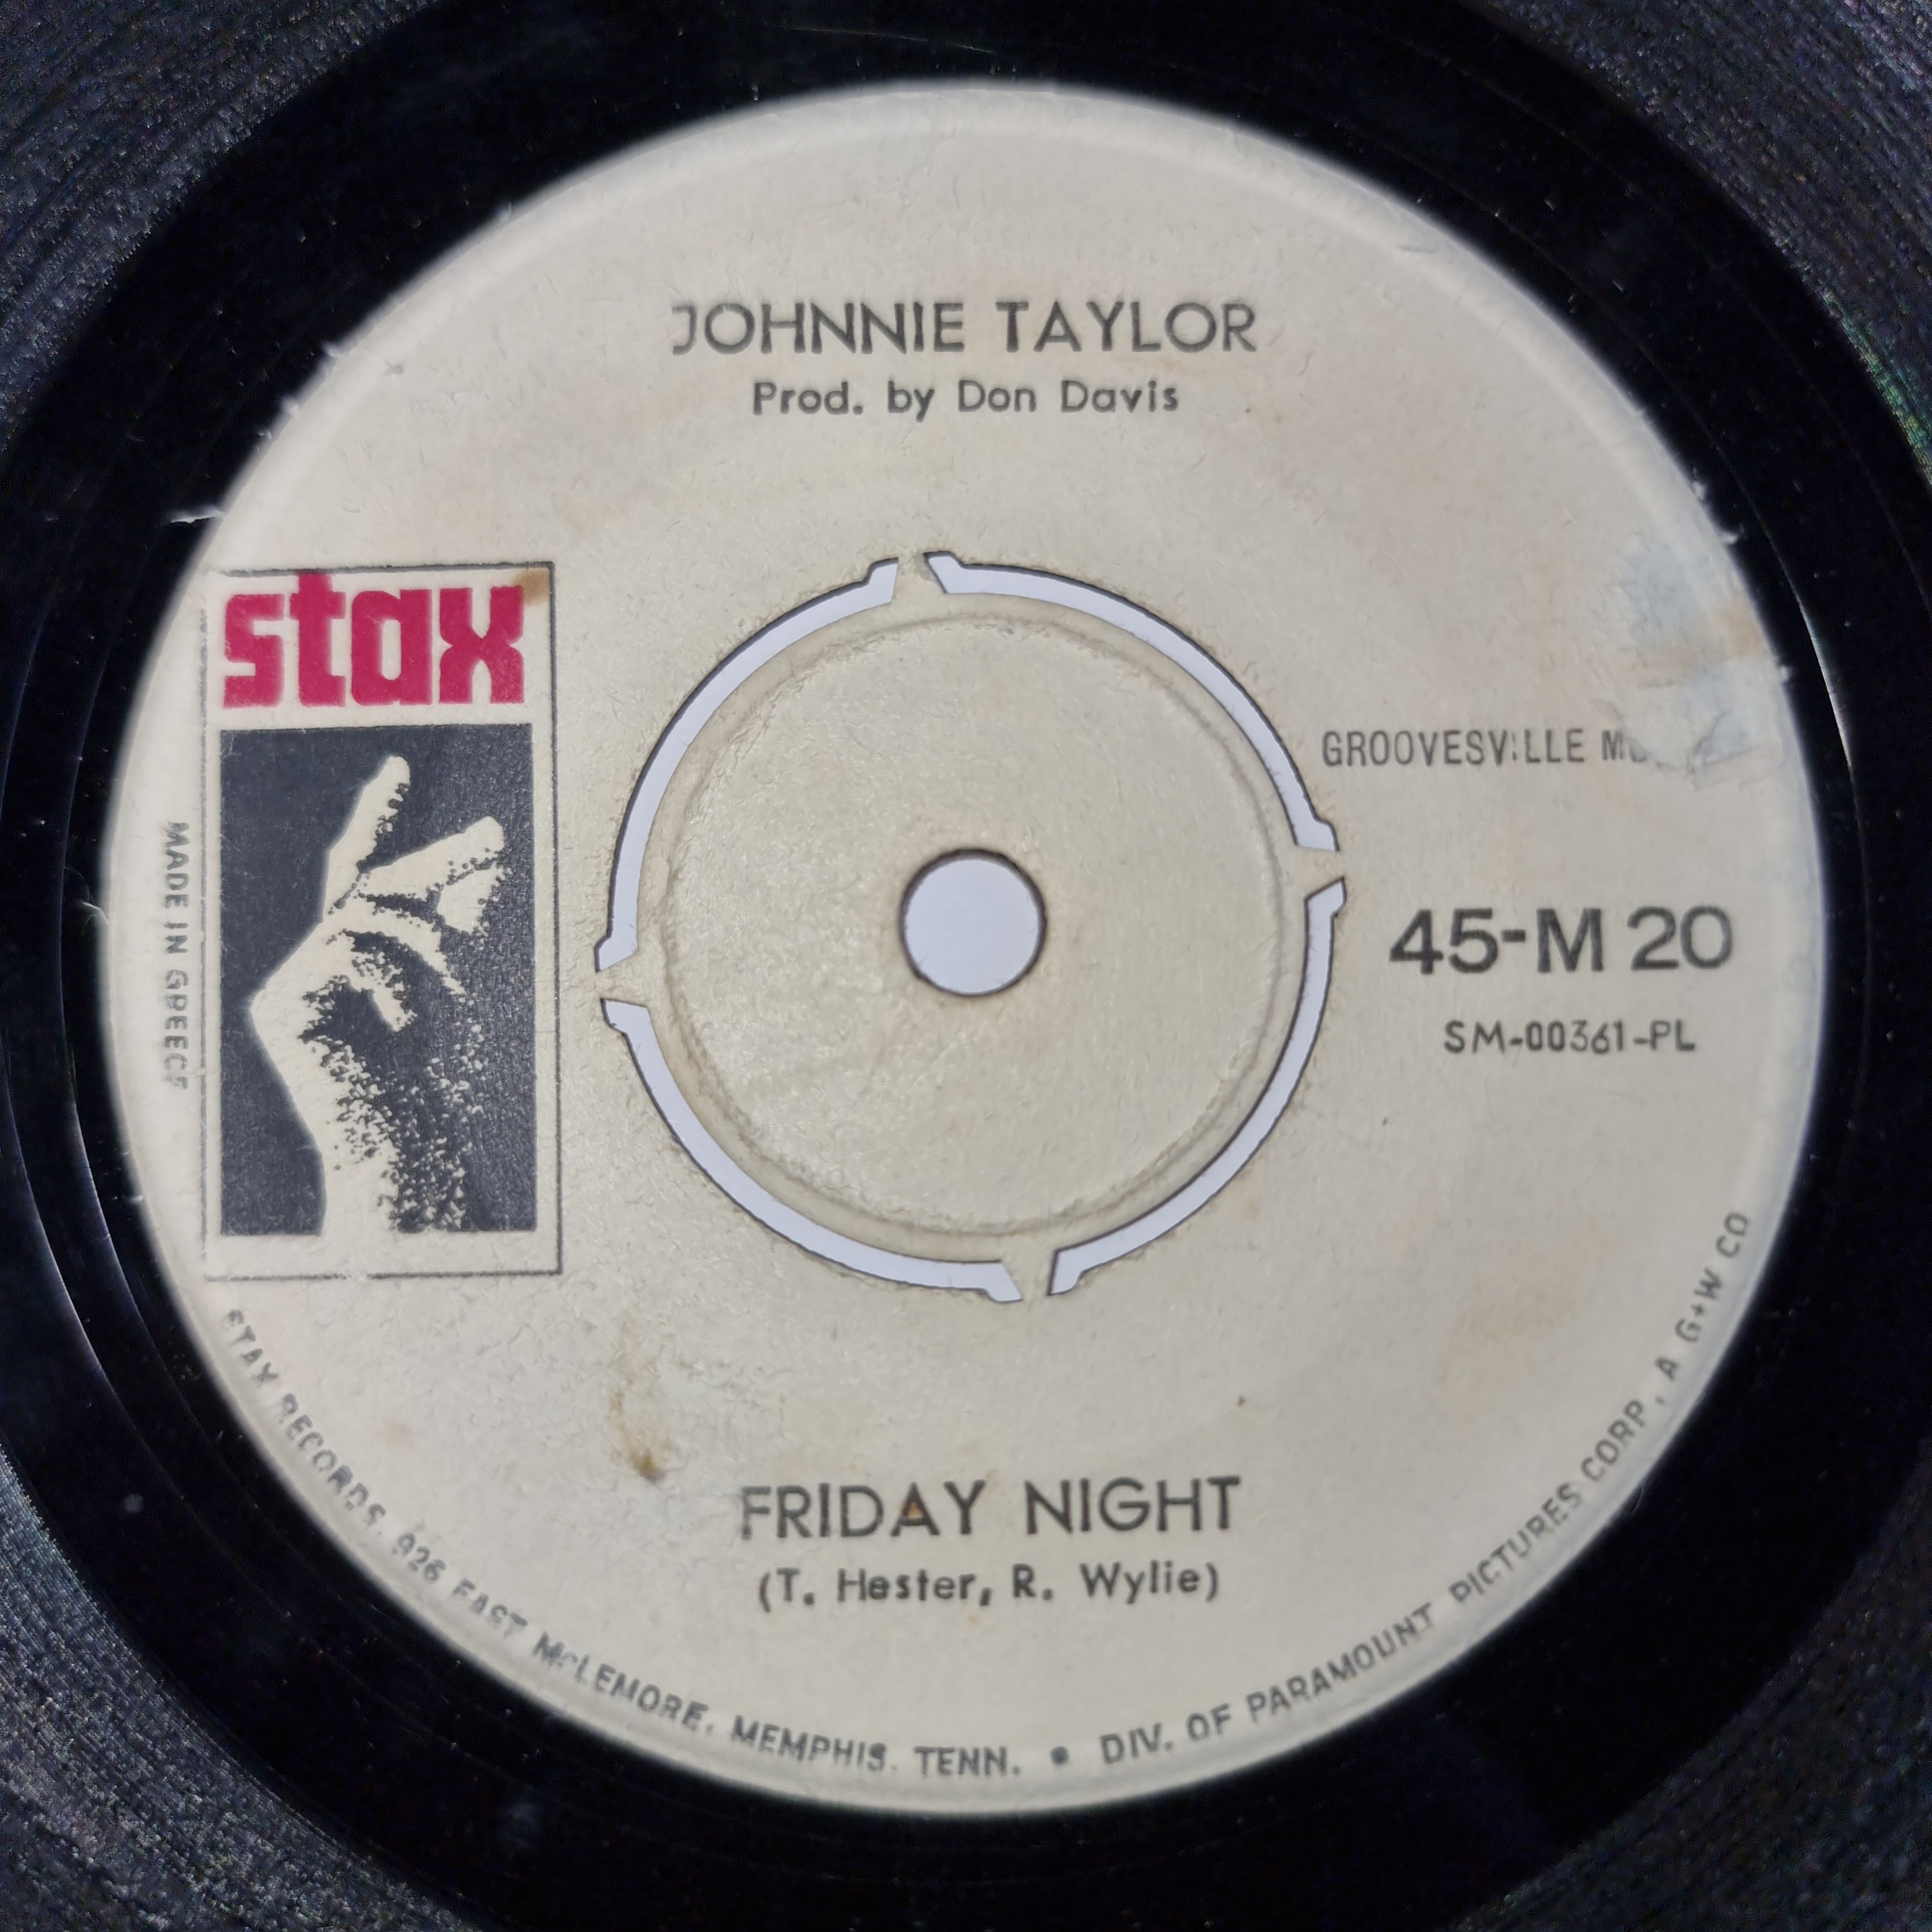 JOHNNIE TAYLOR
Prod. by Don Davis
stax
GROOVESVILLE
MADE IN GREECE
45-M 20
SM-00361-PL
FRIDAY NIGHT
(T. Hester, R. Wylie)
STAX RECORDS, 926 EAST McLEMORE, MEMPHIS, TENN. • DIV. OF PARAMOUNT PICTURES CORP., A G+W CO